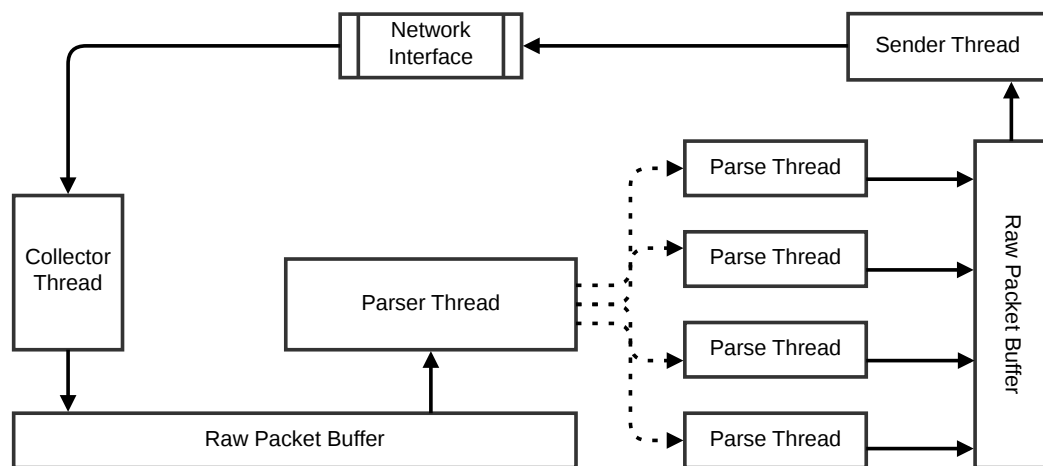 Network
Interface
Sender Thread
Parse Thread
Collector
Thread
Parse Thread
Parser Thread
Parse Thread
Raw Packet Buffer
Parse Thread
Raw Packet Buffer